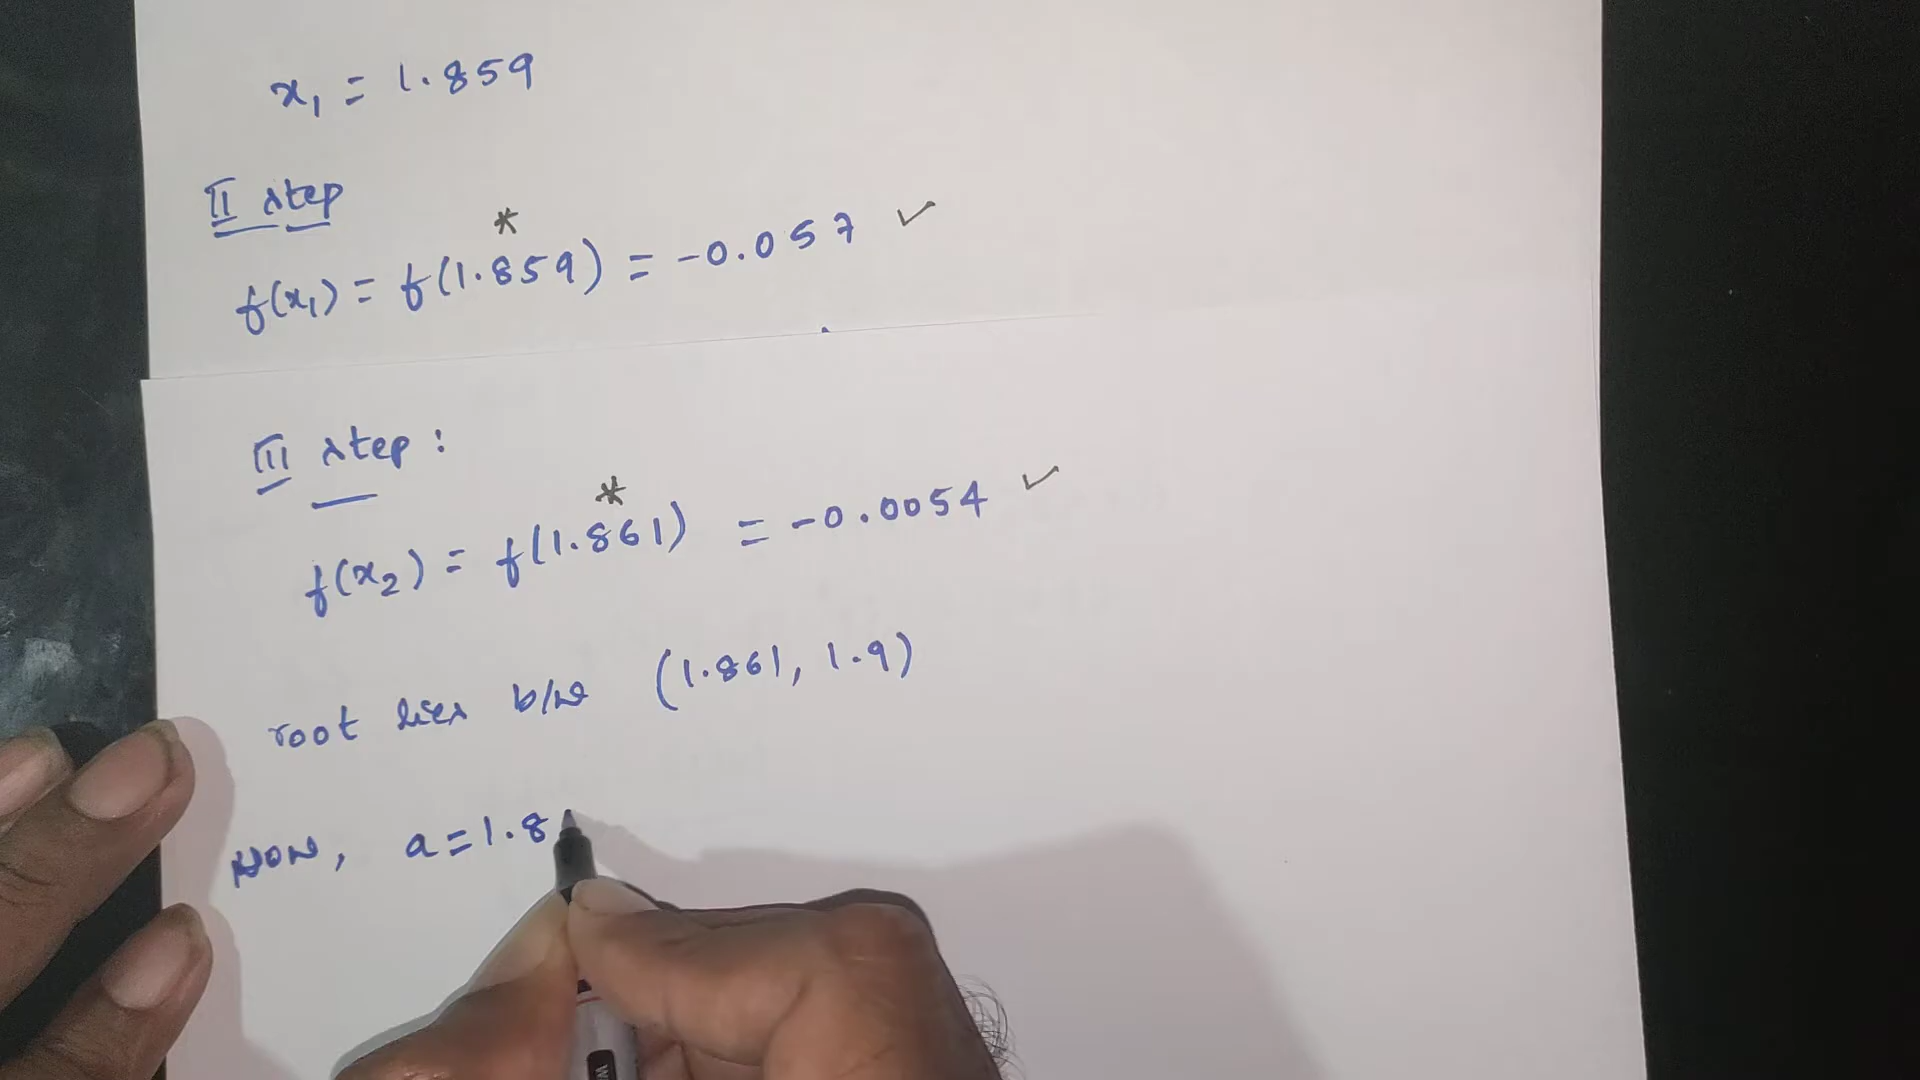 x₁ = 1.859
II step
*
f(x₁) = f(1.859) = -0.057 ✓
III step :
*
f(x₂) = f(1.861) = -0.0054 ✓
root lies b/w (1.861, 1.9)
Now, a=1.8
W